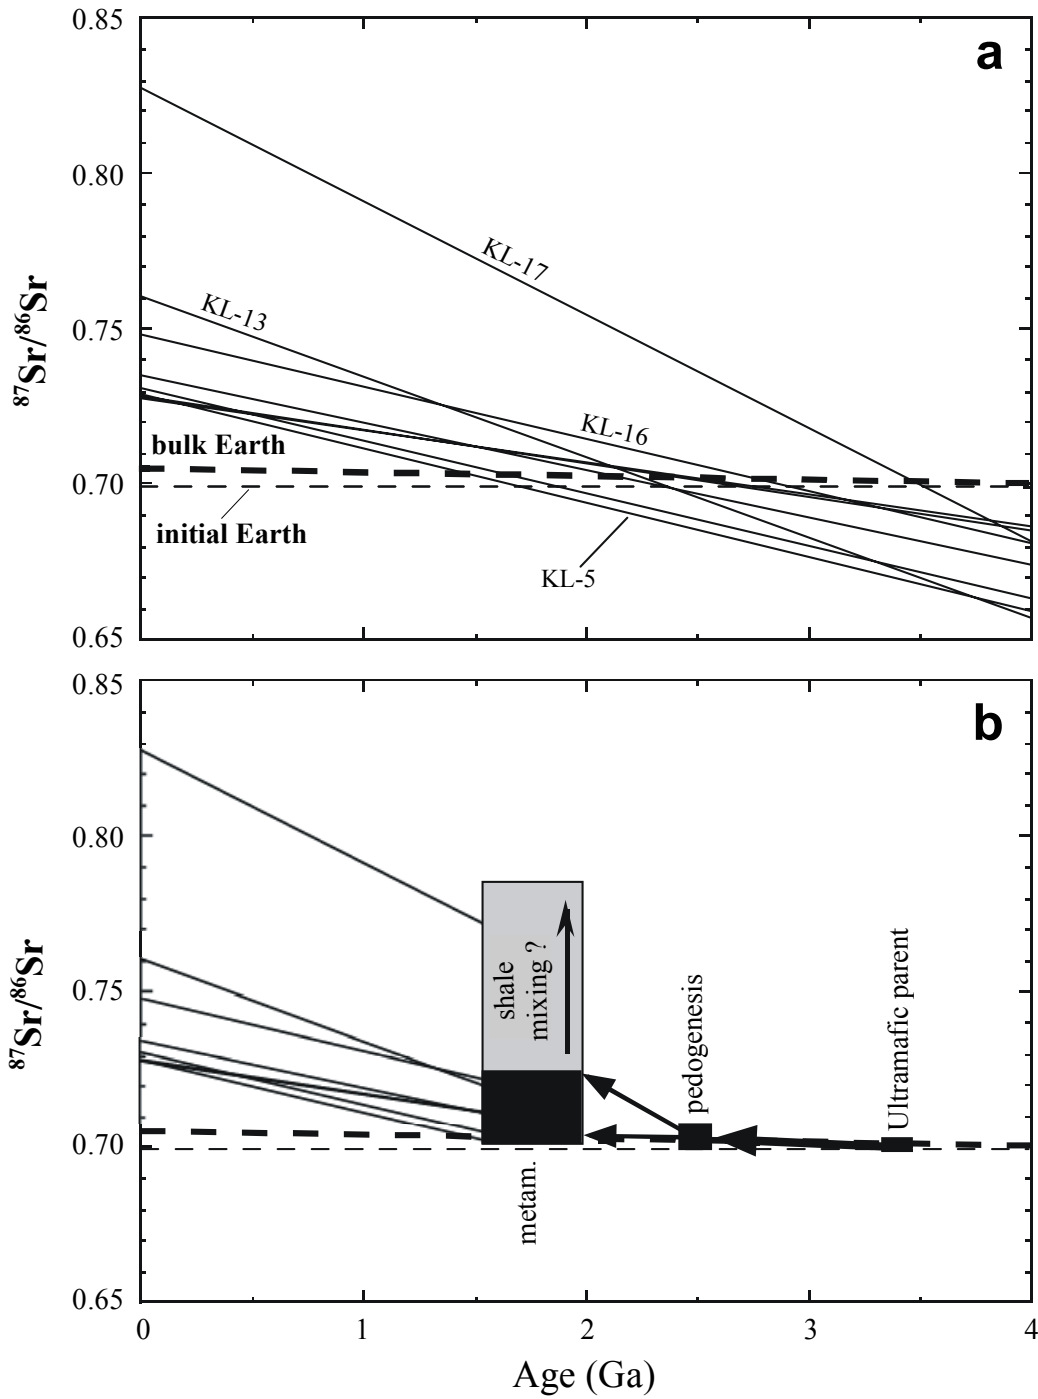 0.85
a
0.80
KL-17
KL-13
0.75
⁸⁷Sr/⁸⁶Sr
KL-16
bulk Earth
0.70
initial Earth
KL-5
0.65
0.85
b
0.80
shale
mixing ?
pedogenesis
Ultramafic parent
0.75
⁸⁷Sr/⁸⁶Sr
0.70
metam.
0.65
0 1 2 3 4
Age (Ga)